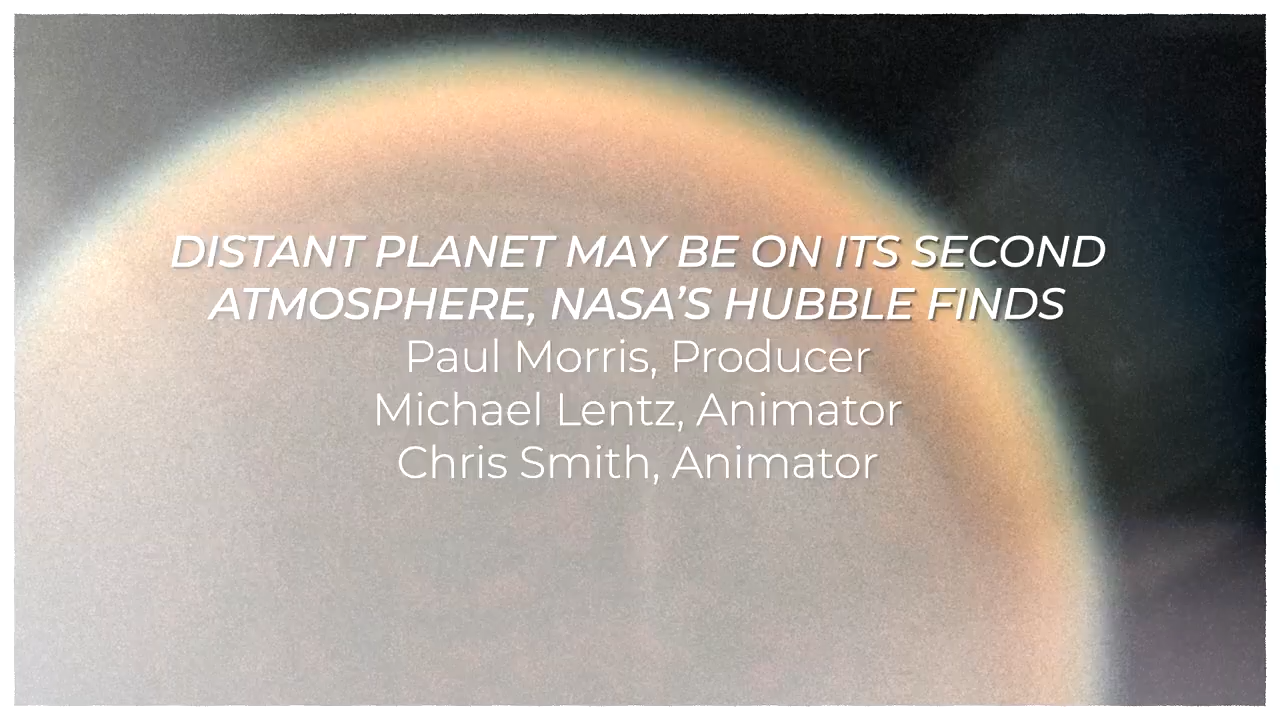 DISTANT PLANET MAY BE ON ITS SECOND
ATMOSPHERE, NASA’S HUBBLE FINDS
Paul Morris, Producer
Michael Lentz, Animator
Chris Smith, Animator